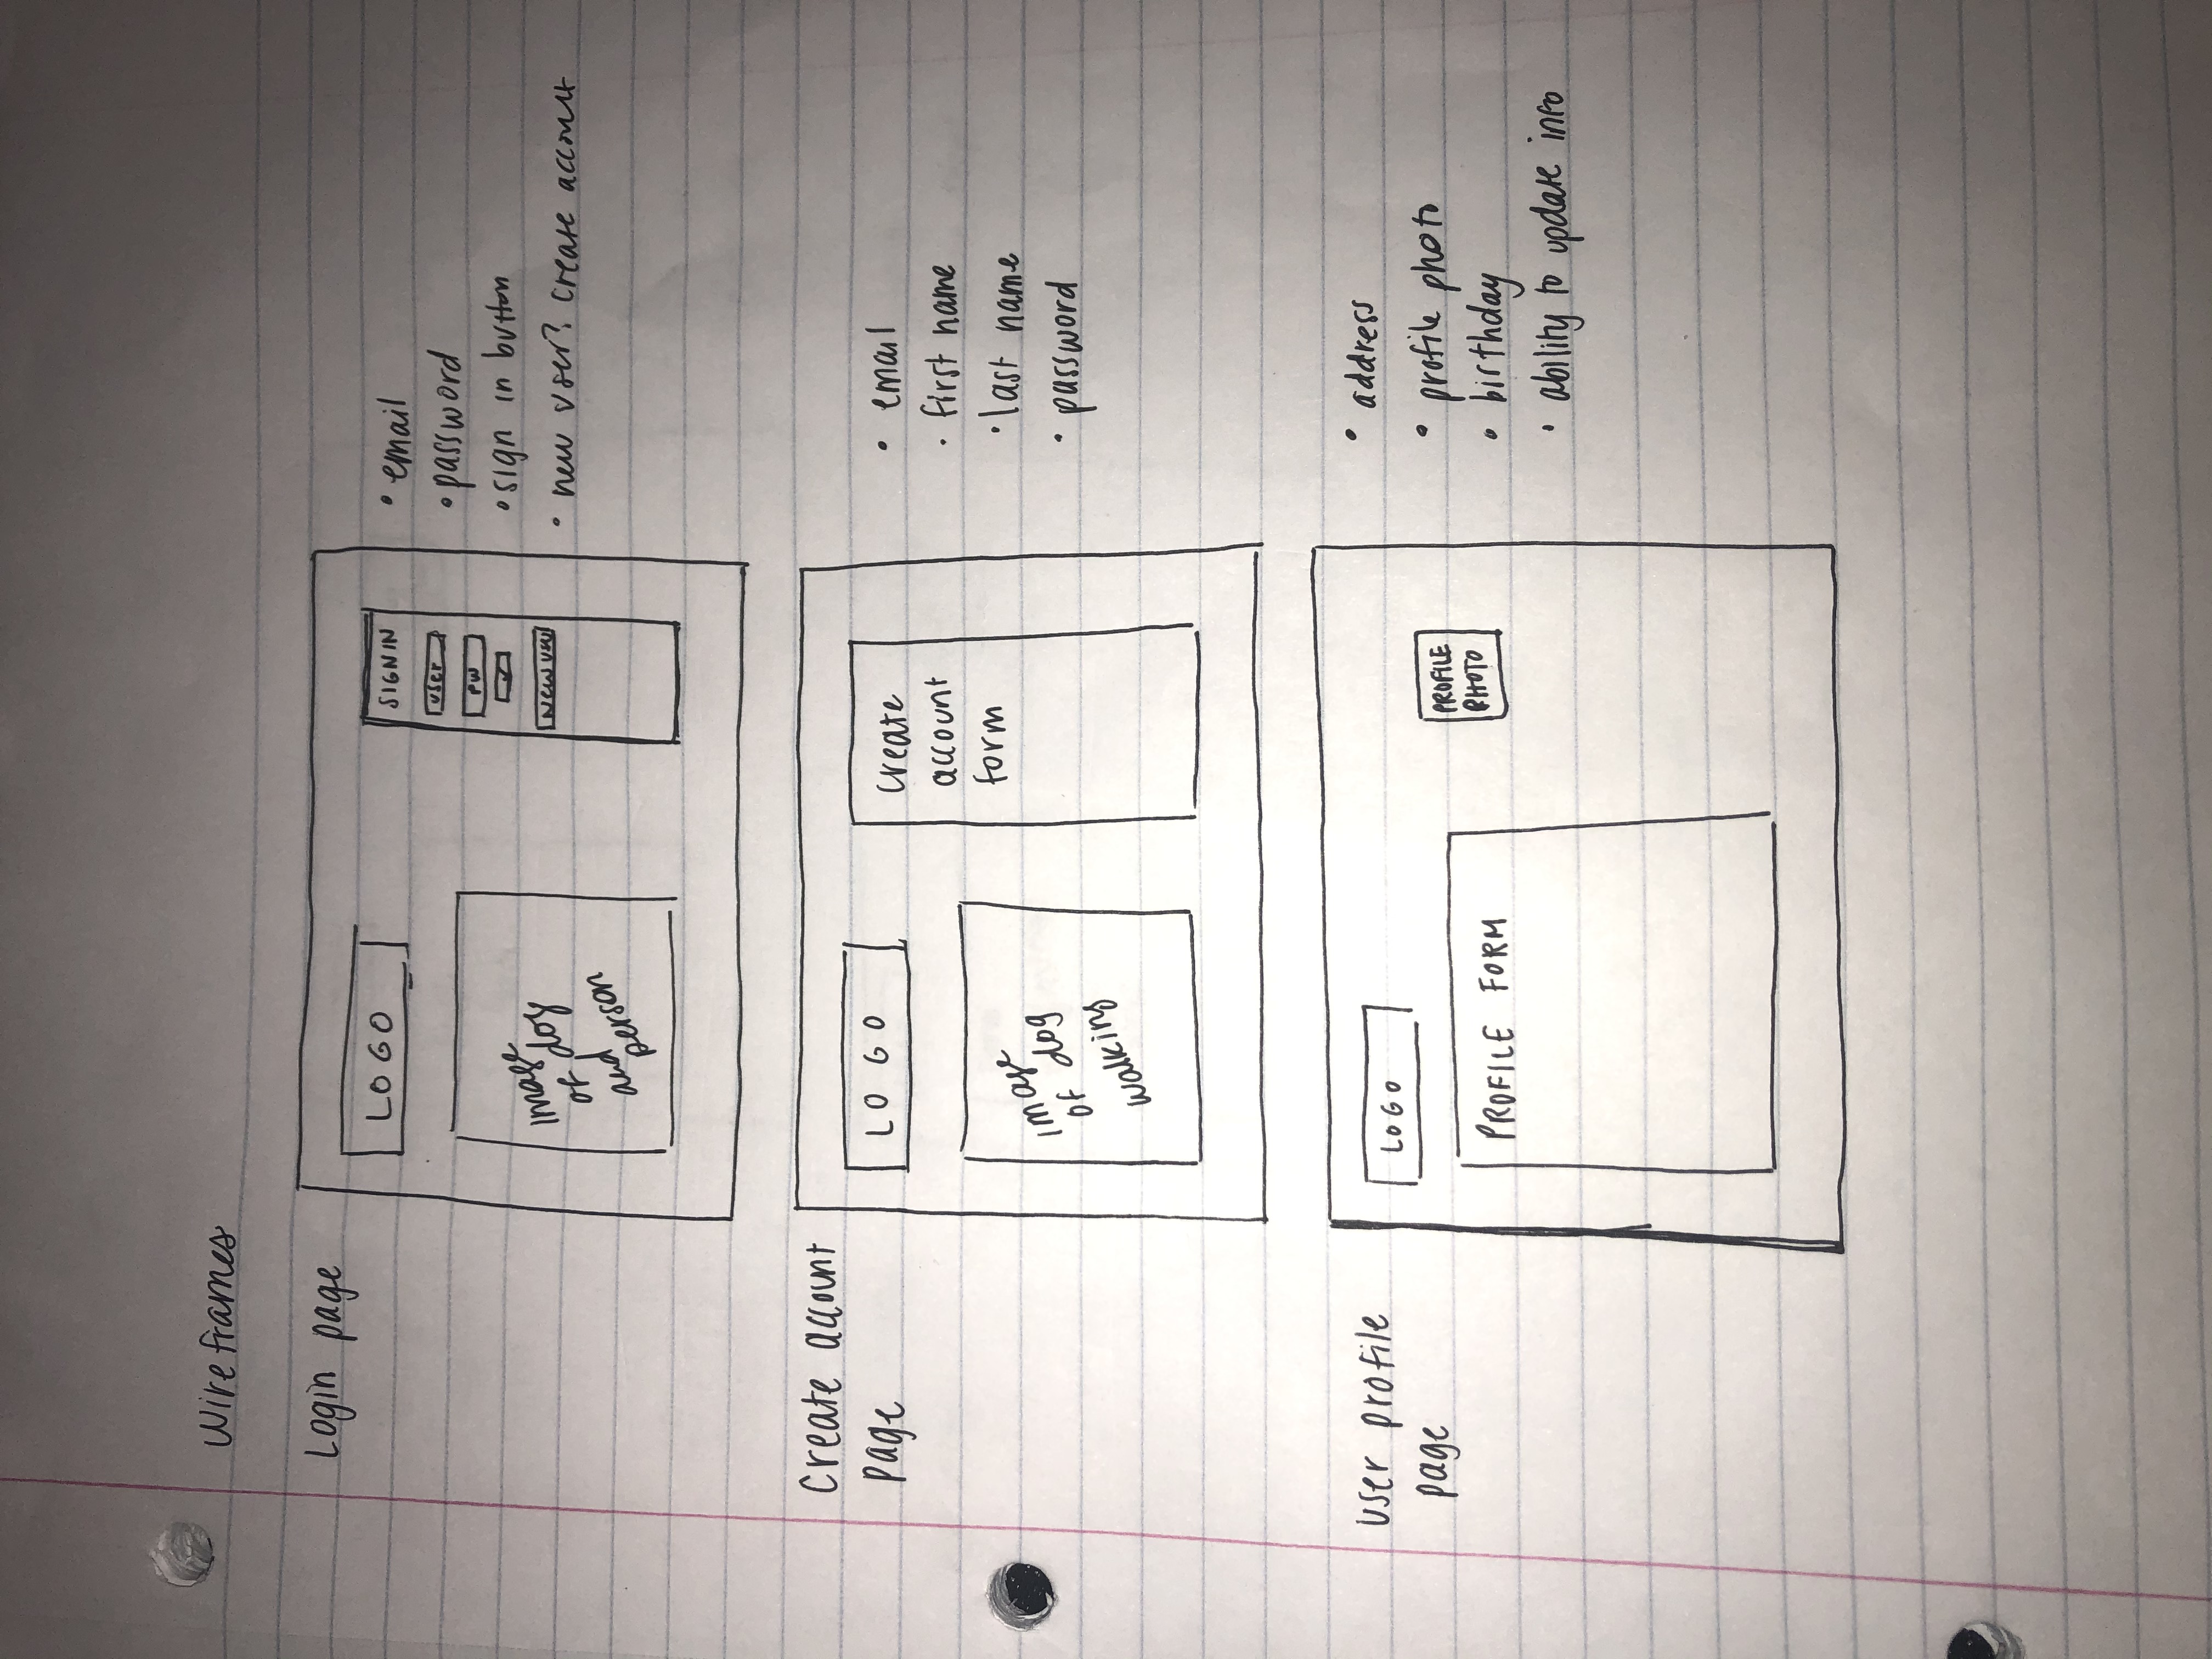 Wireframes
Login page
LOGO
image
of dog
and
person
SIGN IN
user
PW
NEW USER
• email
• password
• sign in button
• new user? create account
Create account
page
LOGO
image
of dog
walking
Create
account
form
• email
• first name
• last name
• password
User profile
page
LOGO
PROFILE FORM
PROFILE
PHOTO
• address
• profile photo
• birthday
• ability to update info